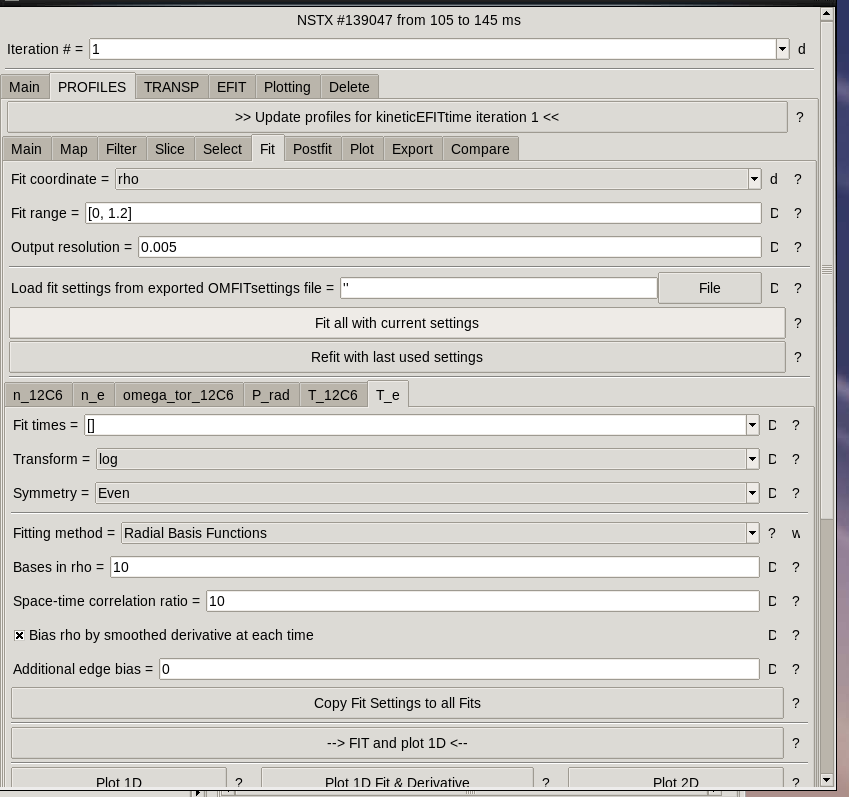 NSTX #139047 from 105 to 145 ms
Iteration # = 1 d
Main PROFILES TRANSP EFIT Plotting Delete
>> Update profiles for kineticEFITtime iteration 1 << ?
Main Map Filter Slice Select Fit Postfit Plot Export Compare
Fit coordinate = rho d ?
Fit range = [0, 1.2] D ?
Output resolution = 0.005 D ?
Load fit settings from exported OMFITsettings file = '' File D ?
Fit all with current settings ?
Refit with last used settings ?
n_12C6 n_e omega_tor_12C6 P_rad T_12C6 T_e
Fit times = [] D ?
Transform = log D ?
Symmetry = Even D ?
Fitting method = Radial Basis Functions ? w
Bases in rho = 10 D ?
Space-time correlation ratio = 10 D ?
Bias rho by smoothed derivative at each time D ?
Additional edge bias = 0 D ?
Copy Fit Settings to all Fits ?
--> FIT and plot 1D <-- ?
Plot 1D ? Plot 1D Fit & Derivative ? Plot 2D ?